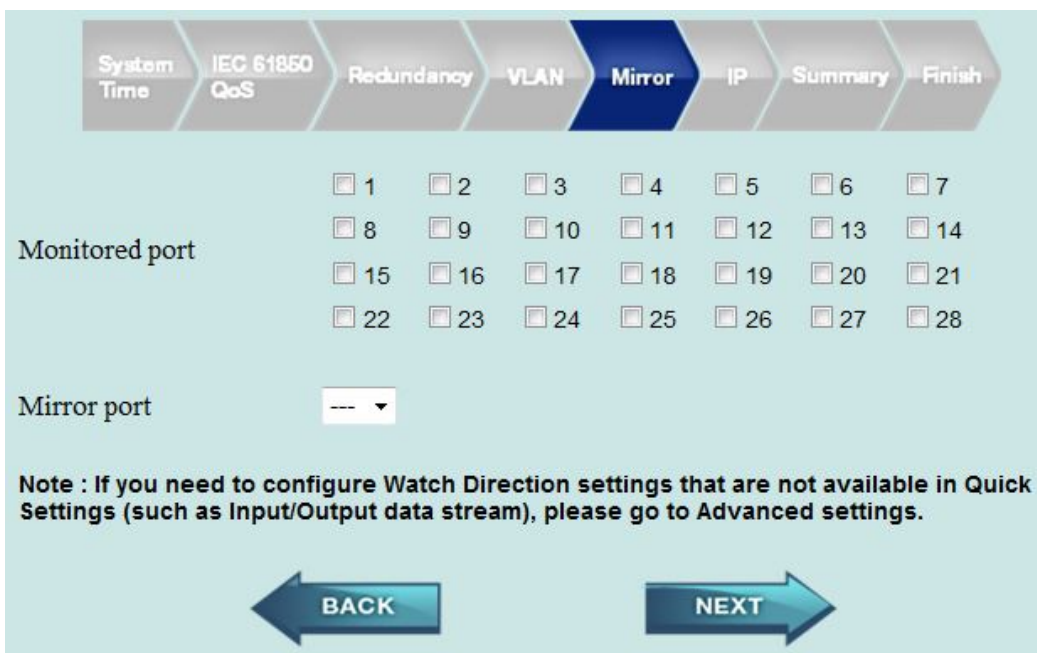 System Time IEC 61850 QoS Redundancy VLAN Mirror IP Summary Finish
1 2 3 4 5 6 7
Monitored port
8 9 10 11 12 13 14
15 16 17 18 19 20 21
22 23 24 25 26 27 28
Mirror port ---
Note : If you need to configure Watch Direction settings that are not available in Quick
Settings (such as Input/Output data stream), please go to Advanced settings.
BACK NEXT